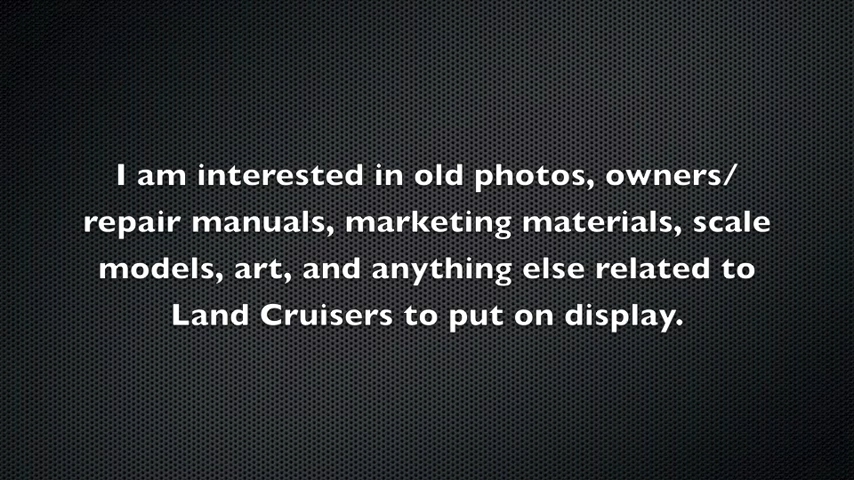 I am interested in old photos, owners/
repair manuals, marketing materials, scale
models, art, and anything else related to
Land Cruisers to put on display.